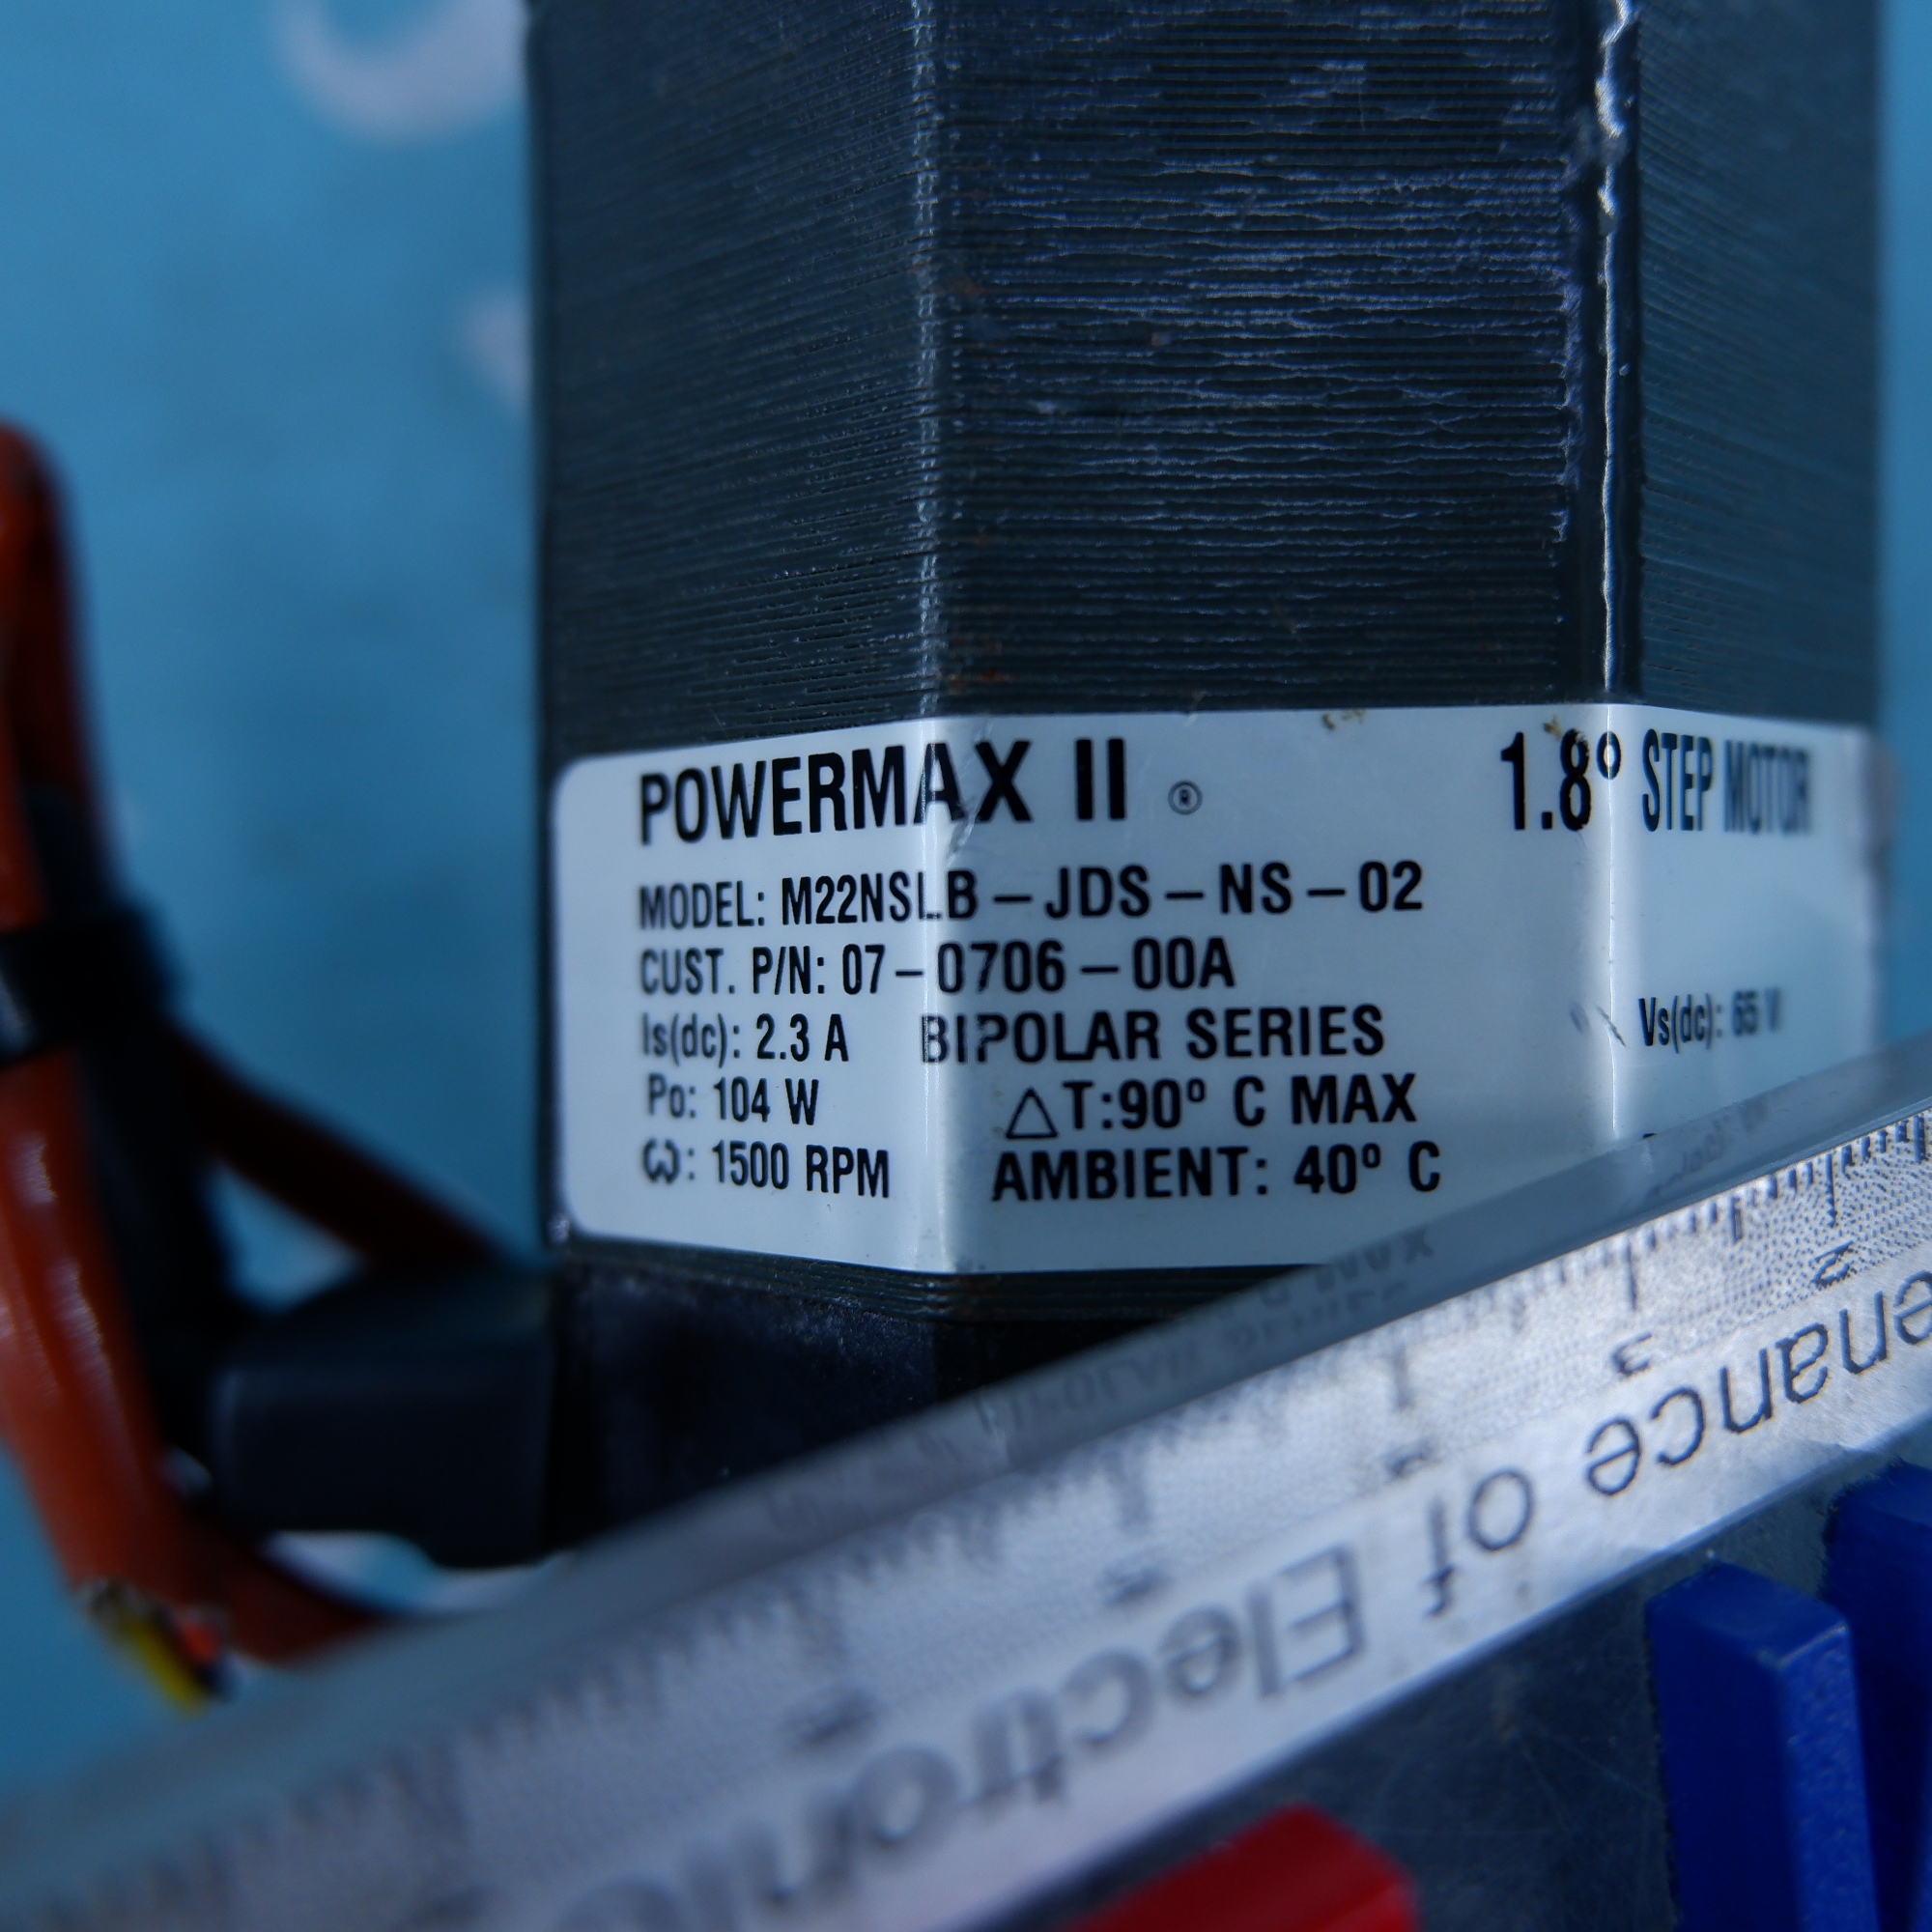 POWERMAX II ® 1.8° STEP MOTOR
MODEL: M22NSLB – JDS – NS – 02
CUST. P/N: 07 – 0706 – 00A
Is(dc): 2.3 A BIPOLAR SERIES Vs(dc): 65 V
Po: 104 W △T:90° C MAX
ω: 1500 RPM AMBIENT: 40° C
2
3
enance of Electronic